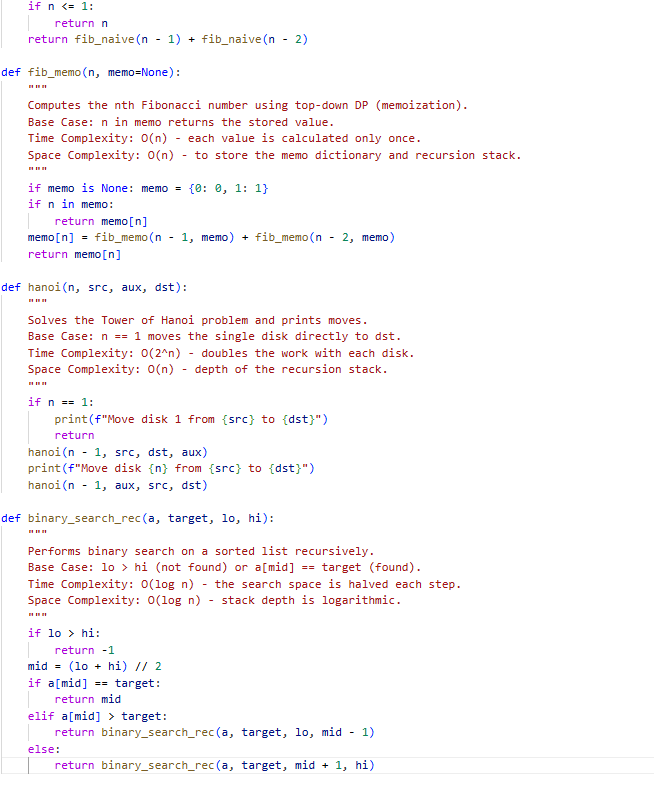 if n <= 1:
        return n
    return fib_naive(n - 1) + fib_naive(n - 2)

def fib_memo(n, memo=None):
    """
    Computes the nth Fibonacci number using top-down DP (memoization).
    Base Case: n in memo returns the stored value.
    Time Complexity: O(n) - each value is calculated only once.
    Space Complexity: O(n) - to store the memo dictionary and recursion stack.
    """
    if memo is None: memo = {0: 0, 1: 1}
    if n in memo:
        return memo[n]
    memo[n] = fib_memo(n - 1, memo) + fib_memo(n - 2, memo)
    return memo[n]

def hanoi(n, src, aux, dst):
    """
    Solves the Tower of Hanoi problem and prints moves.
    Base Case: n == 1 moves the single disk directly to dst.
    Time Complexity: O(2^n) - doubles the work with each disk.
    Space Complexity: O(n) - depth of the recursion stack.
    """
    if n == 1:
        print(f"Move disk 1 from {src} to {dst}")
        return
    hanoi(n - 1, src, dst, aux)
    print(f"Move disk {n} from {src} to {dst}")
    hanoi(n - 1, aux, src, dst)

def binary_search_rec(a, target, lo, hi):
    """
    Performs binary search on a sorted list recursively.
    Base Case: lo > hi (not found) or a[mid] == target (found).
    Time Complexity: O(log n) - the search space is halved each step.
    Space Complexity: O(log n) - stack depth is logarithmic.
    """
    if lo > hi:
        return -1
    mid = (lo + hi) // 2
    if a[mid] == target:
        return mid
    elif a[mid] > target:
        return binary_search_rec(a, target, lo, mid - 1)
    else:
        return binary_search_rec(a, target, mid + 1, hi)